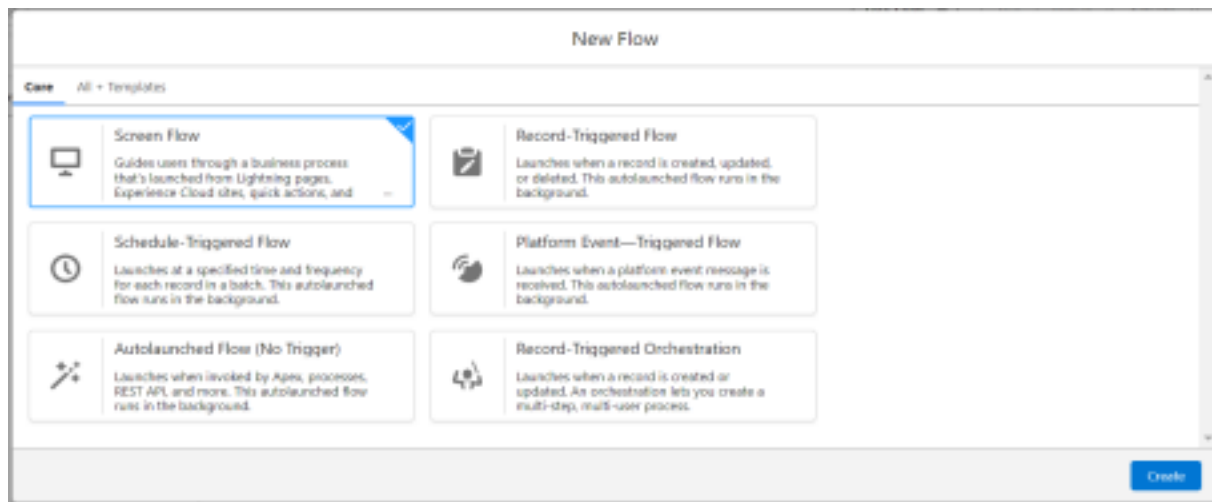 New Flow
Core All + Templates
Screen Flow
Guides users through a business process
that's launched from Lightning pages,
Experience Cloud sites, quick actions, and ...
Record-Triggered Flow
Launches when a record is created, updated,
or deleted. This autolaunched flow runs in the
background.
Schedule-Triggered Flow
Launches at a specified time and frequency
for each record in a batch. This autolaunched
flow runs in the background.
Platform Event—Triggered Flow
Launches when a platform event message is
received. This autolaunched flow runs in the
background.
Autolaunched Flow (No Trigger)
Launches when invoked by Apex, processes,
REST API, and more. This autolaunched flow
runs in the background.
Record-Triggered Orchestration
Launches when a record is created or
updated. An orchestration lets you create a
multi-step, multi-user process.
Create